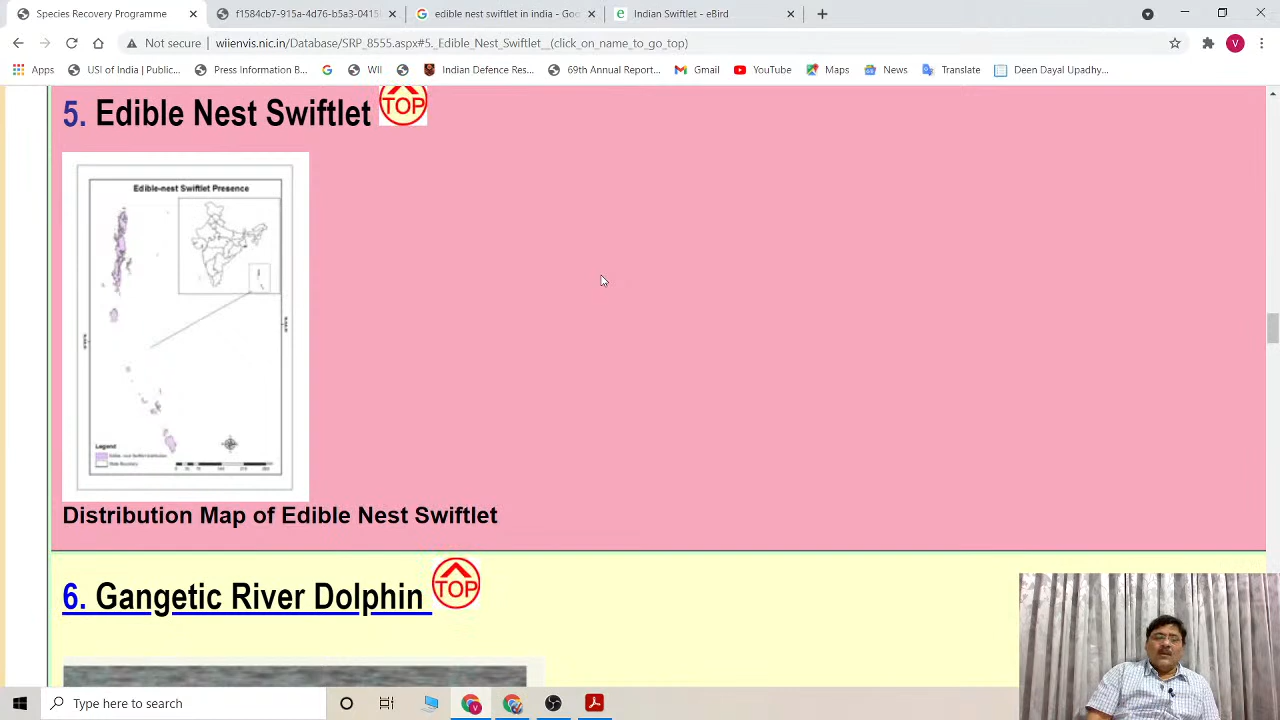 Species Recovery Programme
f1584cb7-915a-4d76-b5a3-0415
edible nest swiftlet in india - Goo
Indian Swiftlet - eBird
Not secure
wiienvis.nic.in/Database/SRP_8555.aspx#5._Edible_Nest_Swiftlet_ (click_on_name_to_go_top)
Apps
USI of India | Public...
Press Information B...
WII
Indian Defence Res...
69th Annual Report...
Gmail
YouTube
Maps
News
Translate
Deen Dayal Upadhy...
5. Edible Nest Swiftlet
TOP
Edible-nest Swiftlet Presence
Legend
Distribution Map of Edible Nest Swiftlet
6. Gangetic River Dolphin
TOP
Type here to search